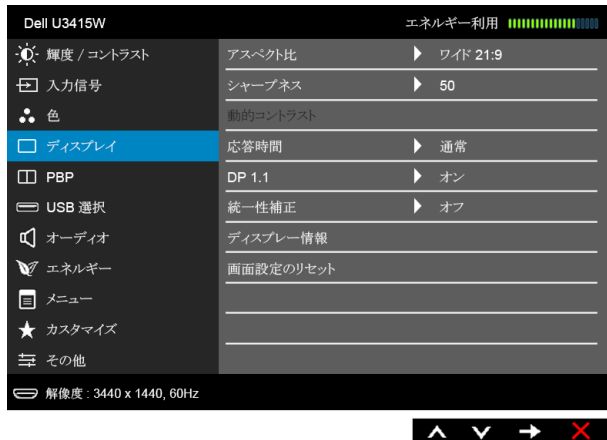 Dell U3415W エネルギー利用
輝度 / コントラスト
入力信号
色
ディスプレイ
PBP
USB 選択
オーディオ
エネルギー
メニュー
カスタマイズ
その他
アスペクト比 ワイド 21:9
シャープネス 50
動的コントラスト
応答時間 通常
DP 1.1 オン
統一性補正 オフ
ディスプレー情報
画面設定のリセット
解像度 : 3440 x 1440, 60Hz